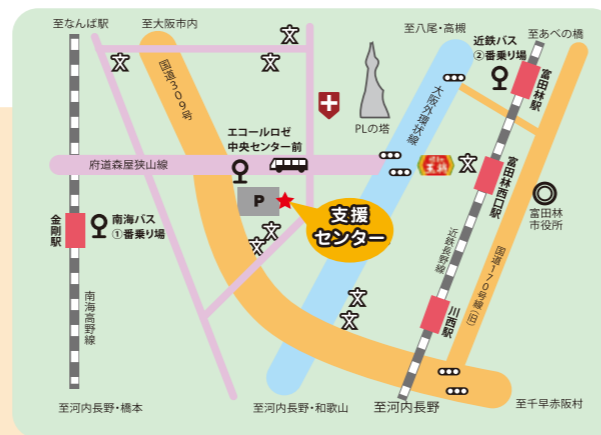 至なんば駅
至大阪市内
至八尾・高槻
至あべの橋
近鉄バス
②番乗り場
富田林駅
国道309号
大阪外環状線
PLの塔
エコールロゼ
中央センター前
府道森屋狭山線
富田林西口駅
P
支援
センター
金剛駅
南海バス
①番乗り場
富田林
市役所
近鉄長野線
国道170号線(旧)
川西駅
南海高野線
至河内長野・橋本
至河内長野・和歌山
至河内長野
至千早赤阪村